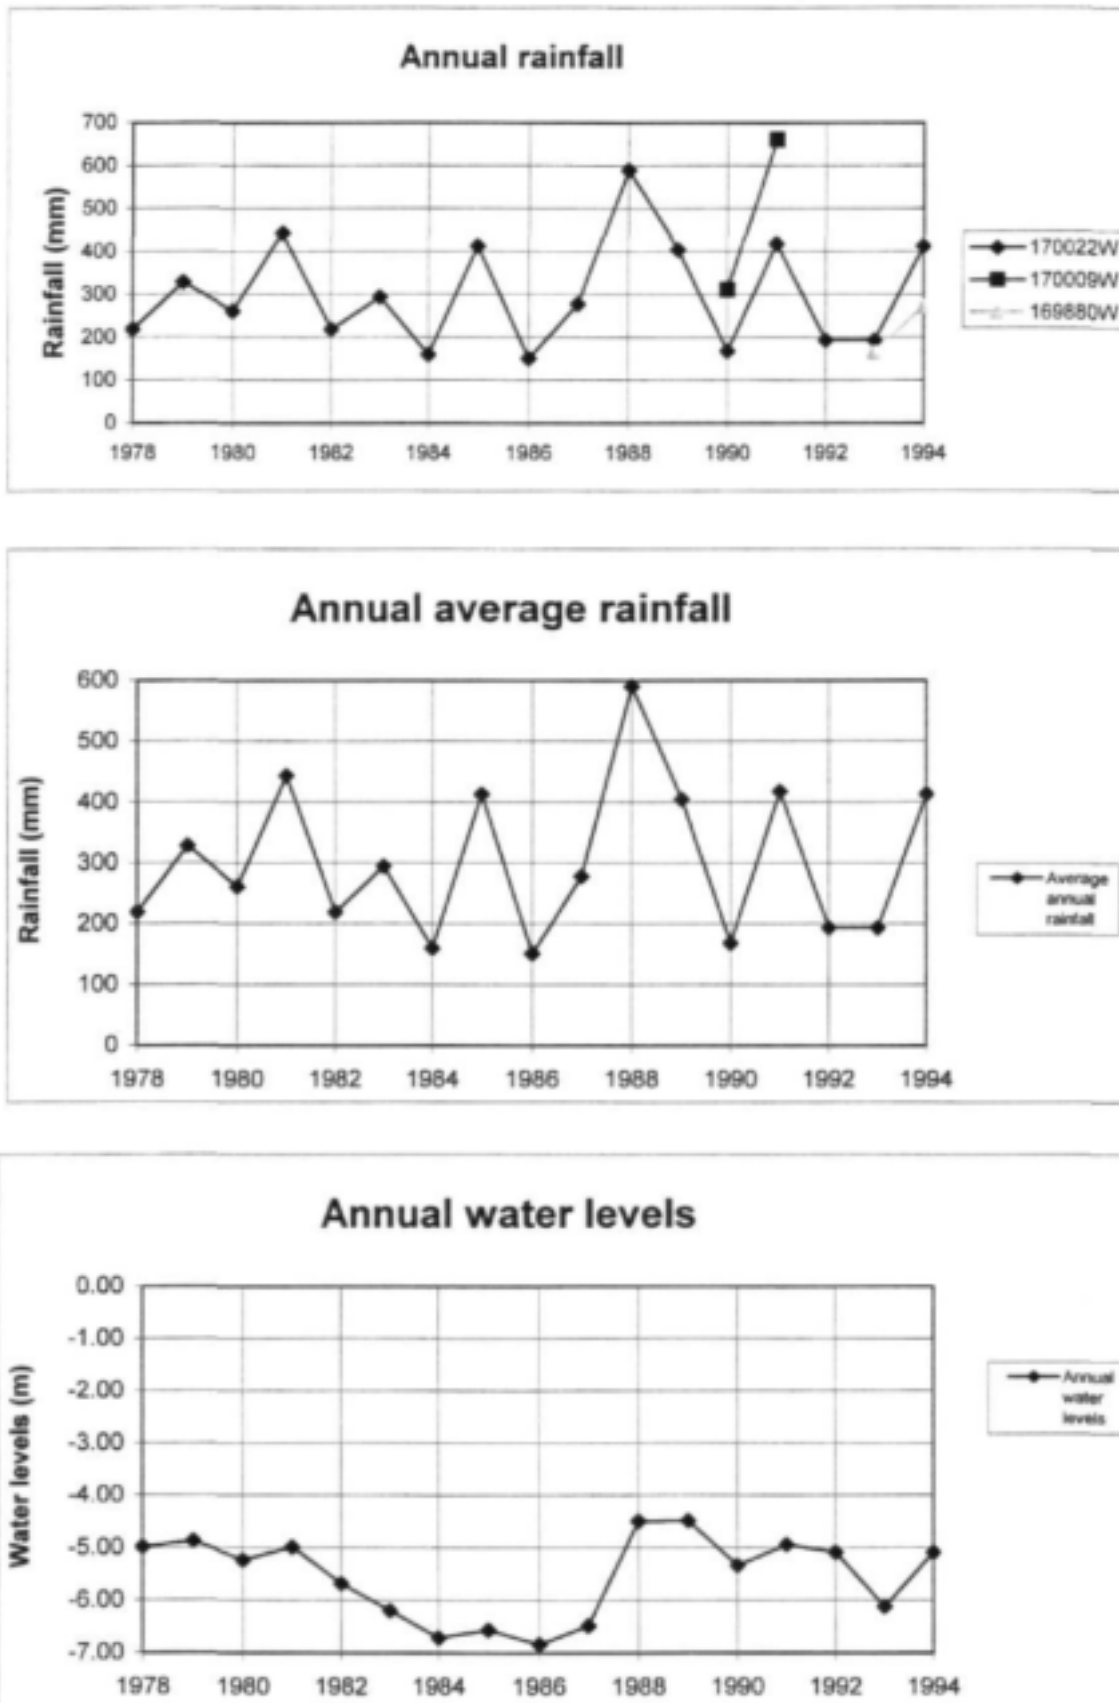 Annual rainfall
700
600
500
400
300
200
100
0
Rainfall (mm)
1978 1980 1982 1984 1986 1988 1990 1992 1994
170022W
170009W
169880W
Annual average rainfall
600
500
400
300
200
100
0
Rainfall (mm)
1978 1980 1982 1984 1986 1988 1990 1992 1994
Average
annual
rainfall
Annual water levels
0.00
-1.00
-2.00
-3.00
-4.00
-5.00
-6.00
-7.00
Water levels (m)
1978 1980 1982 1984 1986 1988 1990 1992 1994
Annual
water
levels